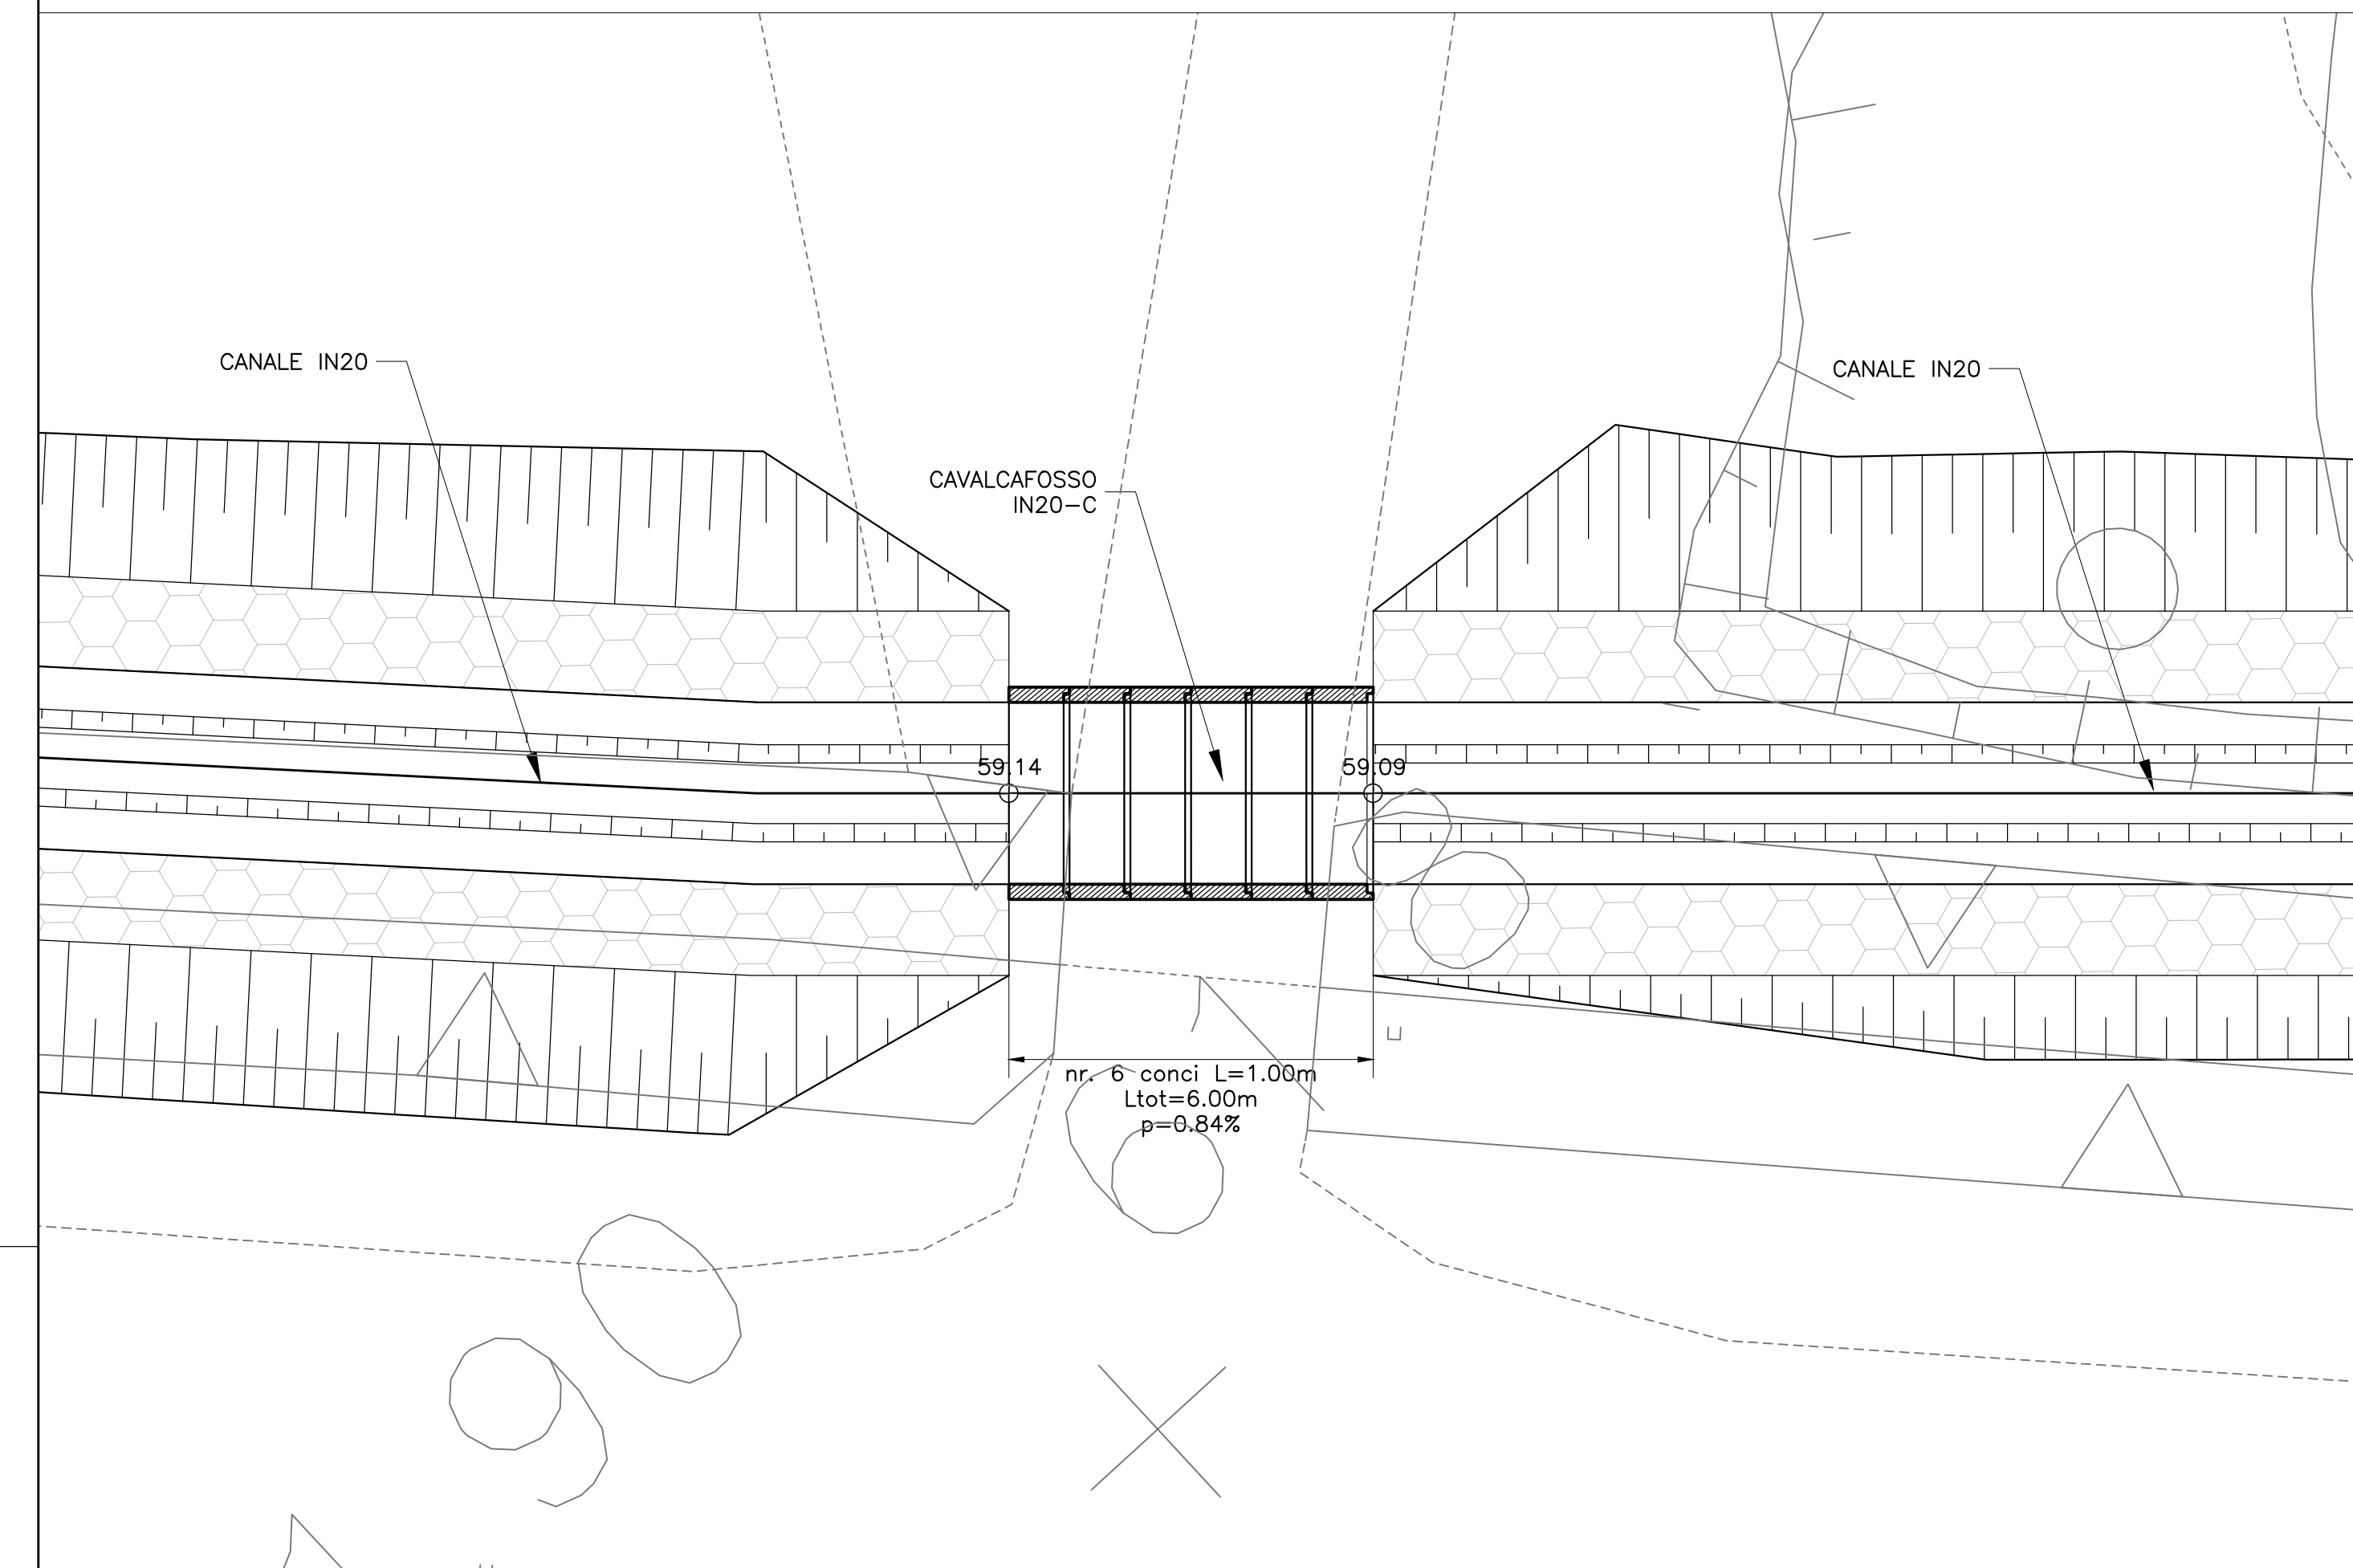 CANALE IN20
CANALE IN20
CAVALCAFOSSO
IN20-C
59.14
59.09
nr. 6 conci L=1.00m
Ltot=6.00m
p=0.84%